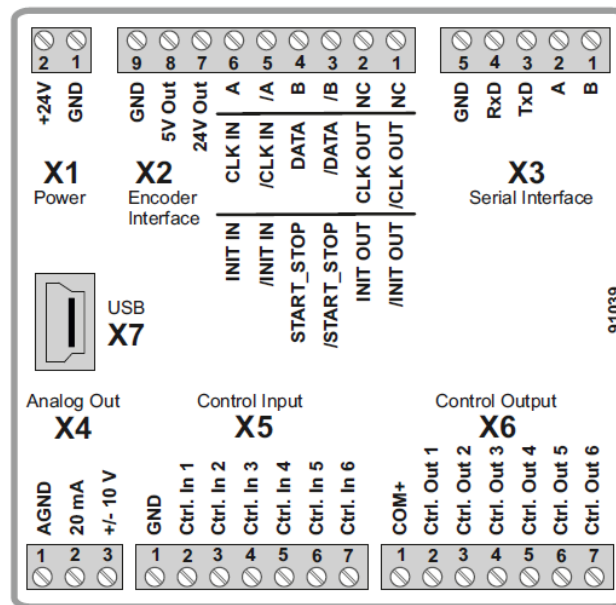 2 1
9 8 7 6 5 4 3 2 1
5 4 3 2 1
+24V
GND
GND
5V Out
24V Out
A
/A
B
/B
NC
NC
GND
RxD
TxD
A
B
CLK IN
/CLK IN
DATA
/DATA
CLK OUT
/CLK OUT
INIT IN
/INIT IN
START_STOP
/START_STOP
INIT OUT
/INIT OUT
X1
Power
X2
Encoder
Interface
X3
Serial Interface
USB
X7
91039
Analog Out
X4
Control Input
X5
Control Output
X6
AGND
20 mA
+/- 10 V
GND
Ctrl. In 1
Ctrl. In 2
Ctrl. In 3
Ctrl. In 4
Ctrl. In 5
Ctrl. In 6
COM+
Ctrl. Out 1
Ctrl. Out 2
Ctrl. Out 3
Ctrl. Out 4
Ctrl. Out 5
Ctrl. Out 6
1 2 3
1 2 3 4 5 6 7
1 2 3 4 5 6 7